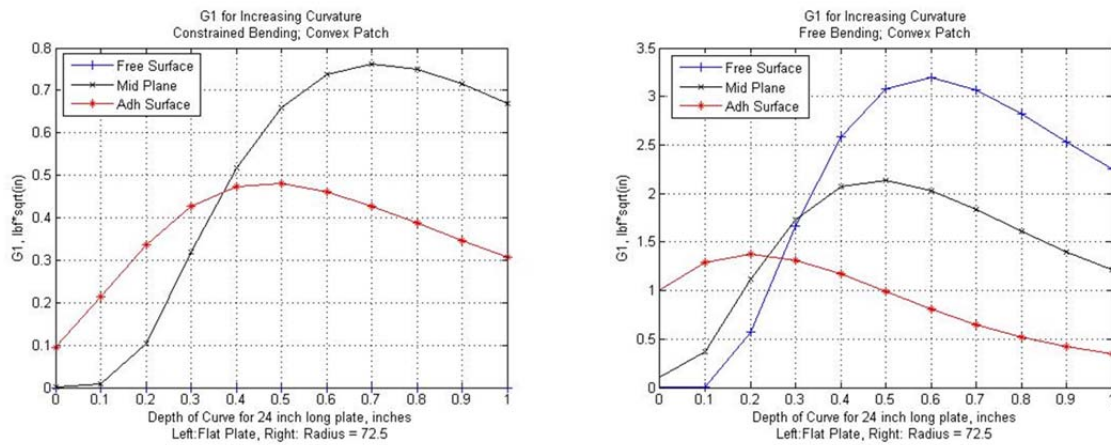 G1 for Increasing Curvature
Constrained Bending; Convex Patch
Free Surface
Mid Plane
Adh Surface
G1, lbf*sqrt(in)
0.8
0.7
0.6
0.5
0.4
0.3
0.2
0.1
0
0 0.1 0.2 0.3 0.4 0.5 0.6 0.7 0.8 0.9 1
Depth of Curve for 24 inch long plate, inches
Left:Flat Plate, Right: Radius = 72.5
G1 for Increasing Curvature
Free Bending; Convex Patch
Free Surface
Mid Plane
Adh Surface
G1, lbf*sqrt(in)
3.5
3
2.5
2
1.5
1
0.5
0
0 0.1 0.2 0.3 0.4 0.5 0.6 0.7 0.8 0.9 1
Depth of Curve for 24 inch long plate, inches
Left:Flat Plate, Right: Radius = 72.5